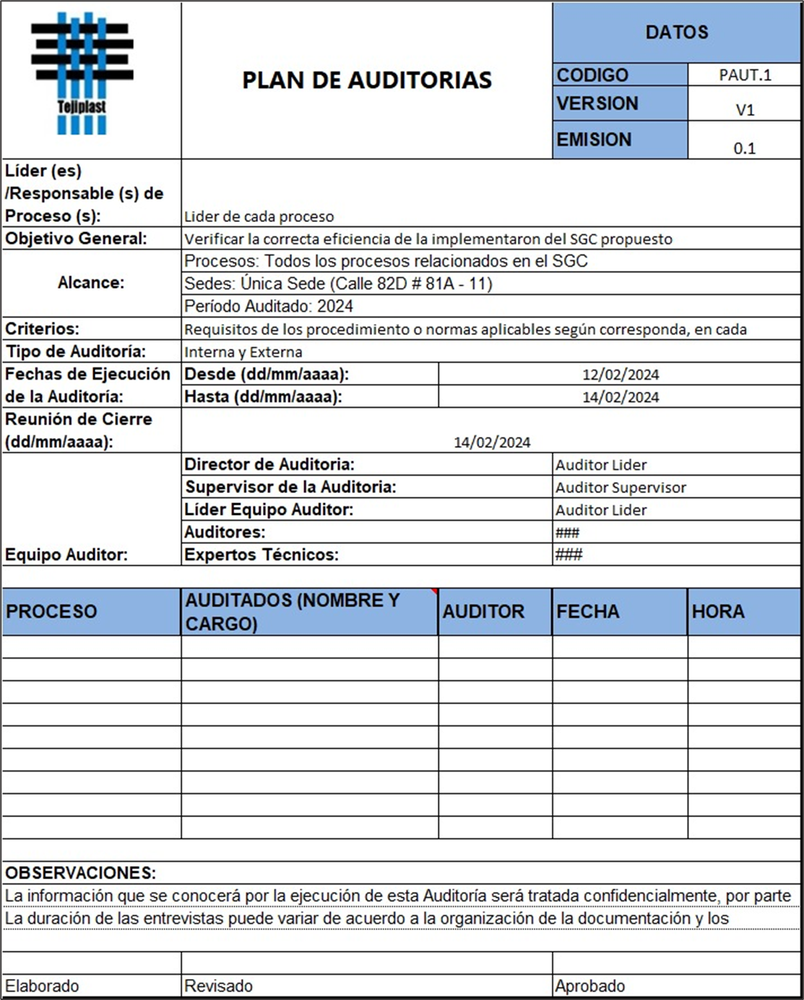 Tejiplast
PLAN DE AUDITORIAS
DATOS
CODIGO PAUT.1
VERSION V1
EMISION 0.1
Líder (es)
/Responsable (s) de
Proceso (s): Lider de cada proceso
Objetivo General: Verificar la correcta eficiencia de la implementaron del SGC propuesto
Alcance:
Procesos: Todos los procesos relacionados en el SGC
Sedes: Única Sede (Calle 82D # 81A - 11)
Período Auditado: 2024
Criterios: Requisitos de los procedimiento o normas aplicables según corresponda, en cada
Tipo de Auditoría: Interna y Externa
Fechas de Ejecución
de la Auditoría:
Desde (dd/mm/aaaa): 12/02/2024
Hasta (dd/mm/aaaa): 14/02/2024
Reunión de Cierre
(dd/mm/aaaa): 14/02/2024
Equipo Auditor:
Director de Auditoria: Auditor Lider
Supervisor de la Auditoria: Auditor Supervisor
Líder Equipo Auditor: Auditor Lider
Auditores: ###
Expertos Técnicos: ###
PROCESO
AUDITADOS (NOMBRE Y
CARGO)
AUDITOR
FECHA
HORA
OBSERVACIONES:
La información que se conocerá por la ejecución de esta Auditoría será tratada confidencialmente, por parte
La duración de las entrevistas puede variar de acuerdo a la organización de la documentación y los
Elaborado
Revisado
Aprobado